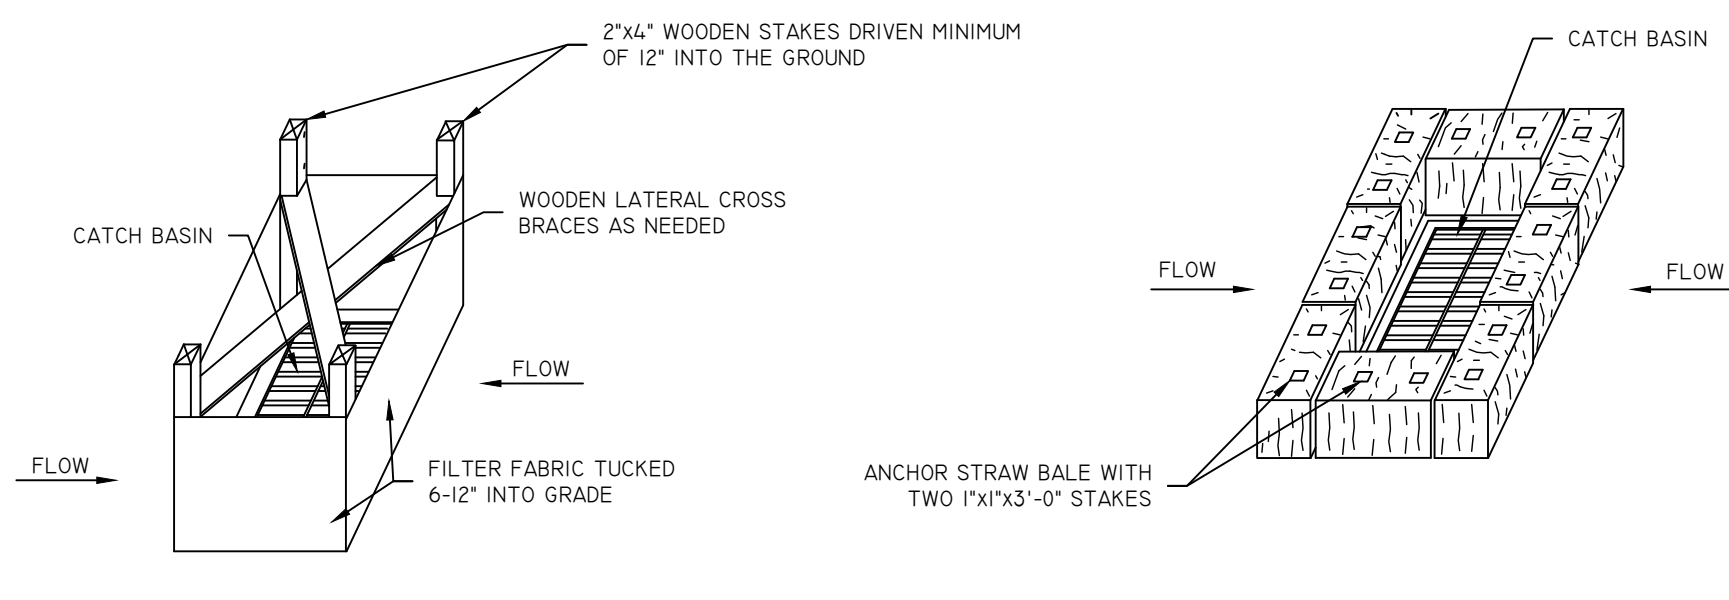 2"x4" WOODEN STAKES DRIVEN MINIMUM
OF 12" INTO THE GROUND
WOODEN LATERAL CROSS
BRACES AS NEEDED
CATCH BASIN
FLOW
FLOW
FILTER FABRIC TUCKED
6-12" INTO GRADE
CATCH BASIN
FLOW
FLOW
ANCHOR STRAW BALE WITH
TWO 1"x1"x3'-0" STAKES